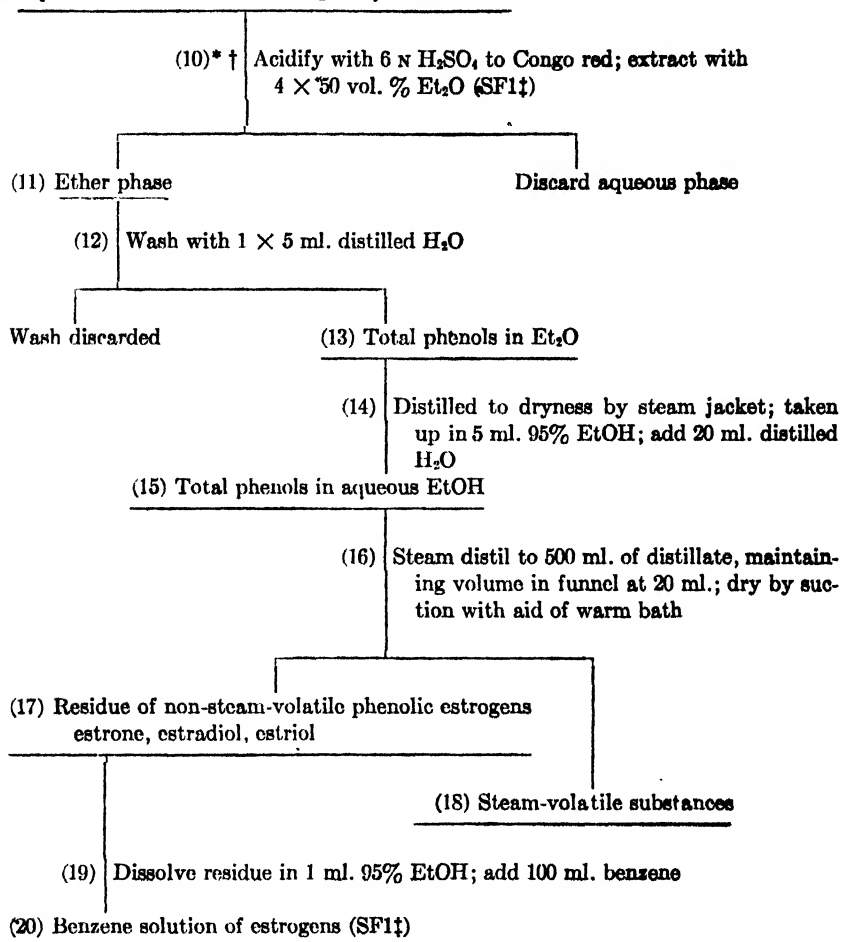 (10)* † Acidify with 6 N H₂SO₄ to Congo red; extract with
4 × 50 vol. % Et₂O (SF1‡)
(11) Ether phase
Discard aqueous phase
(12) Wash with 1 × 5 ml. distilled H₂O
Wash discarded
(13) Total phenols in Et₂O
(14) Distilled to dryness by steam jacket; taken
up in 5 ml. 95% EtOH; add 20 ml. distilled
H₂O
(15) Total phenols in aqueous EtOH
(16) Steam distil to 500 ml. of distillate, maintain-
ing volume in funnel at 20 ml.; dry by suc-
tion with aid of warm bath
(17) Residue of non-steam-volatile phenolic estrogens
estrone, estradiol, estriol
(18) Steam-volatile substances
(19) Dissolve residue in 1 ml. 95% EtOH; add 100 ml. benzene
(20) Benzene solution of estrogens (SF1‡)